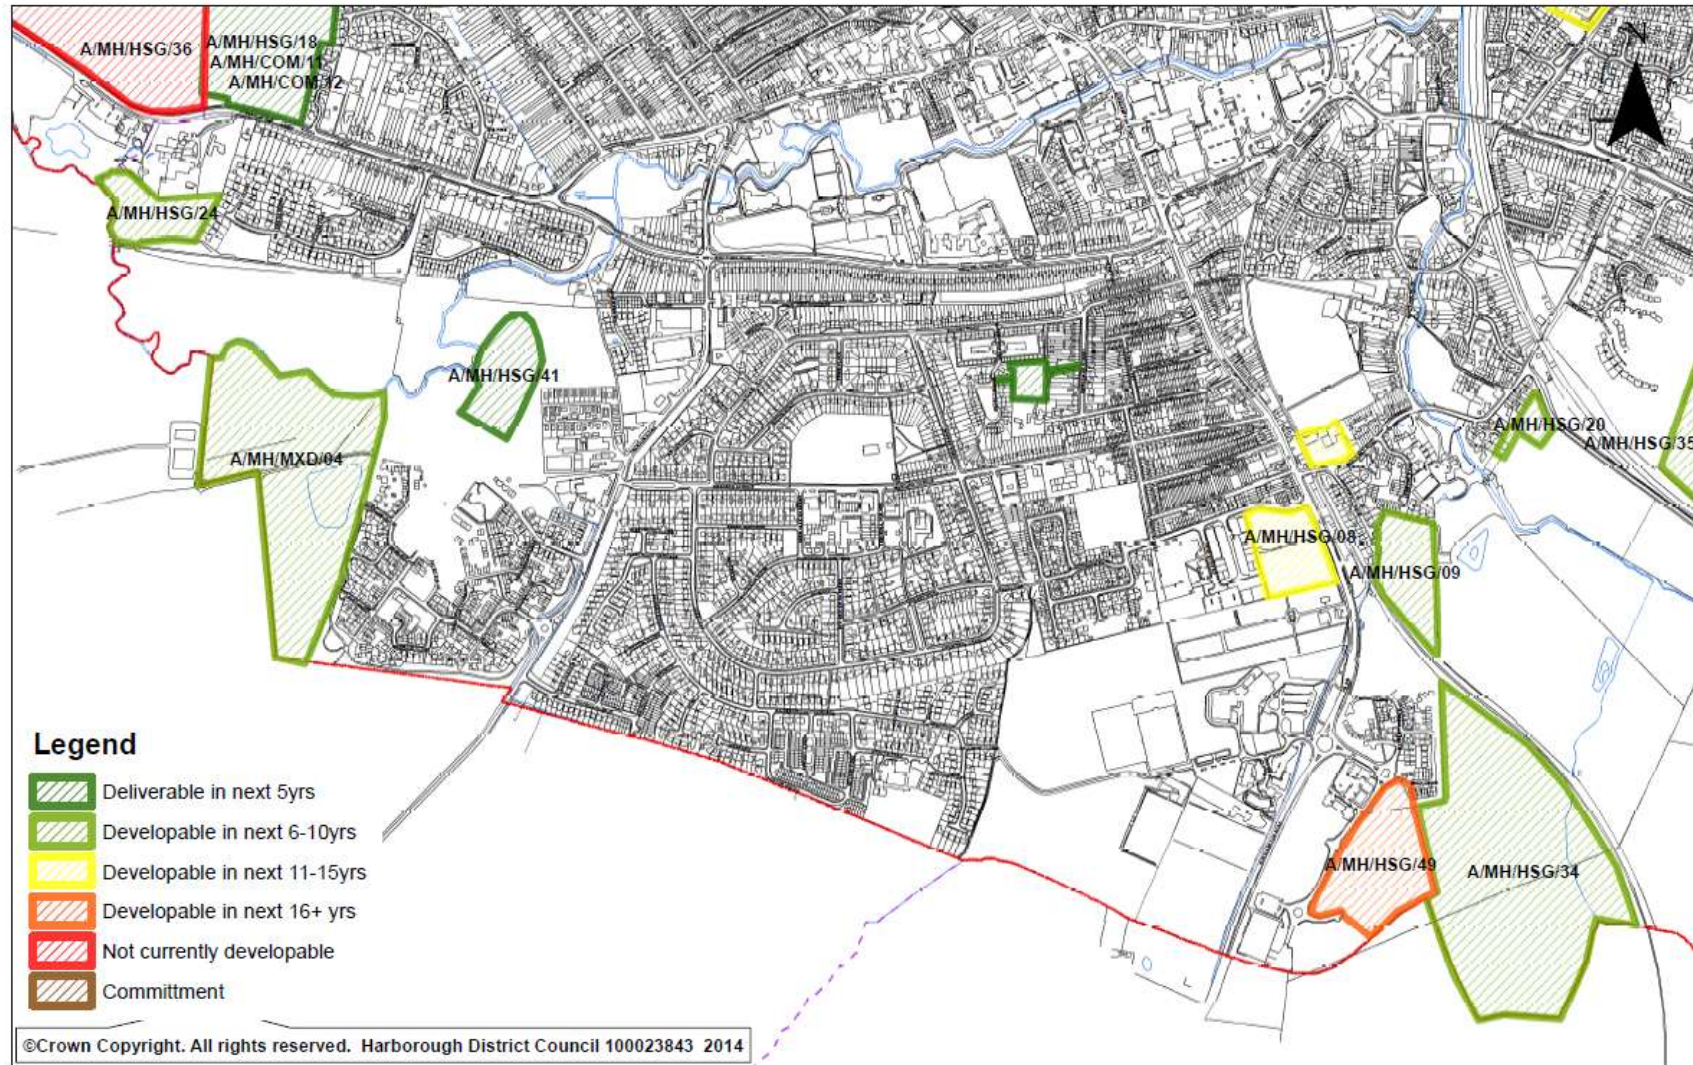 A/MH/HSG/36
A/MH/HSG/18
A/MH/COM/11
A/MH/COM/12
N
A/MH/HSG/24
A/MH/HSG/41
A/MH/MXD/04
A/MH/HSG/20
A/MH/HSG/35
A/MH/HSG/08
A/MH/HSG/09
A/MH/HSG/49
A/MH/HSG/34
Legend
Deliverable in next 5yrs
Developable in next 6-10yrs
Developable in next 11-15yrs
Developable in next 16+ yrs
Not currently developable
Committment
©Crown Copyright. All rights reserved. Harborough District Council 100023843 2014